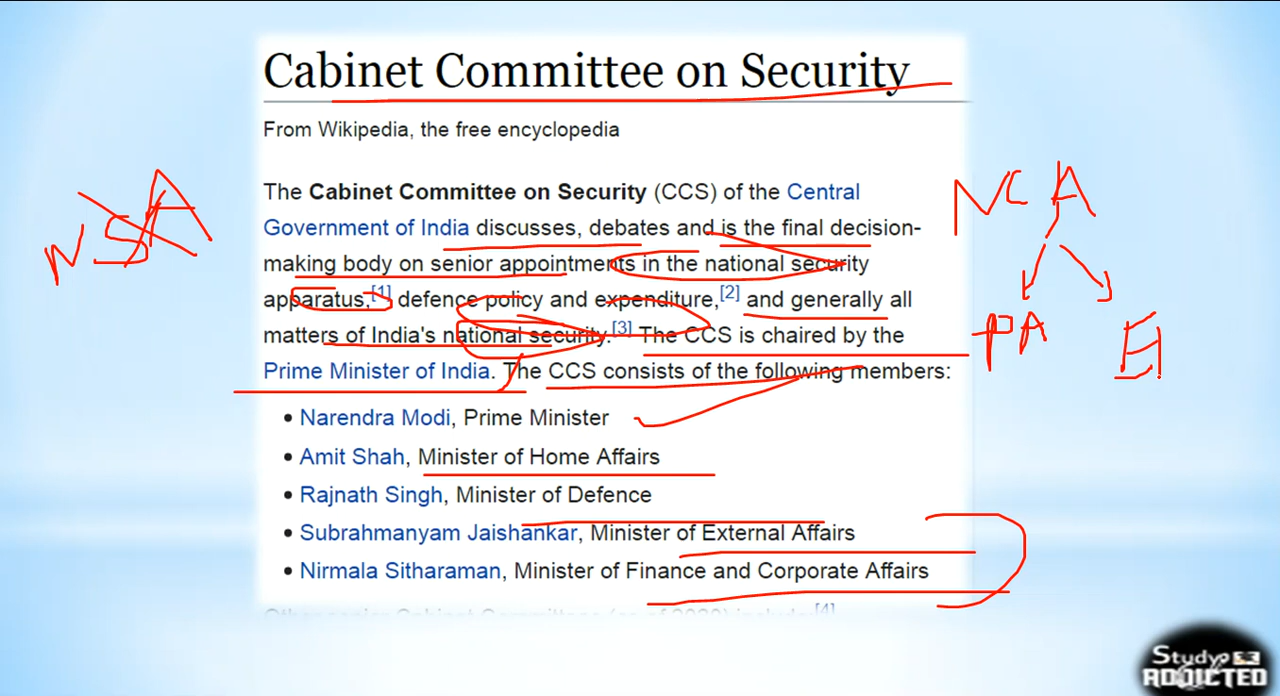 Cabinet Committee on Security
From Wikipedia, the free encyclopedia
The Cabinet Committee on Security (CCS) of the Central
Government of India discusses, debates and is the final decision-
making body on senior appointments in the national security
apparatus,[1] defence policy and expenditure,[2] and generally all
matters of India's national security.[3] The CCS is chaired by the
Prime Minister of India. The CCS consists of the following members:
• Narendra Modi, Prime Minister
• Amit Shah, Minister of Home Affairs
• Rajnath Singh, Minister of Defence
• Subrahmanyam Jaishankar, Minister of External Affairs
• Nirmala Sitharaman, Minister of Finance and Corporate Affairs
NSA
NCA
PA
Study
ADDICTED